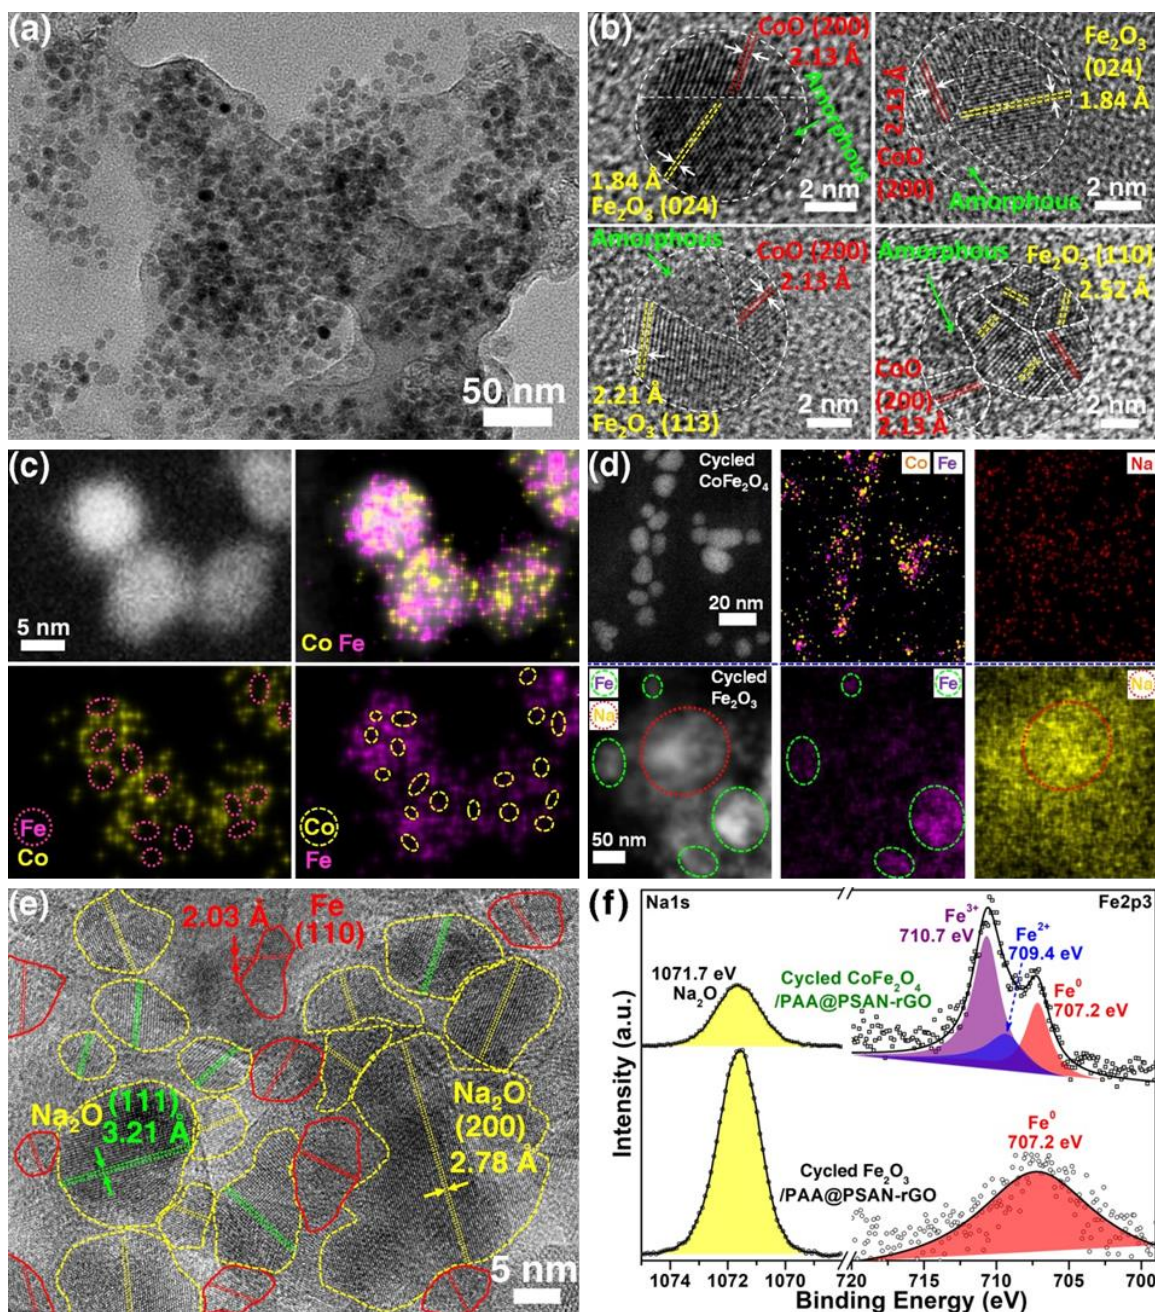 (a)
50 nm
(b)
CoO (200)
2.13 Å
Amorphous
1.84 Å
Fe₂O₃ (024)
2 nm
Fe₂O₃
(024)
1.84 Å
2.13 Å
CoO
(200)
Amorphous
2 nm
Amorphous
CoO (200)
2.13 Å
2.21 Å
Fe₂O₃ (113)
2 nm
Amorphous
Fe₂O₃ (110)
2.52 Å
CoO
(200)
2.13 Å
2 nm
(c)
5 nm
Co Fe
Fe
Co
Co
Fe
(d)
Cycled
CoFe₂O₄
20 nm
Co Fe
Na
Fe
Na
Cycled
Fe₂O₃
50 nm
Fe
Na
(e)
2.03 Å
Fe
(110)
Na₂O
(111)
3.21 Å
Na₂O
(200)
2.78 Å
5 nm
(f)
Na1s
Fe2p3
Fe³⁺
710.7 eV
Fe²⁺
709.4 eV
Fe⁰
707.2 eV
1071.7 eV
Na₂O
Cycled CoFe₂O₄
/PAA@PSAN-rGO
Fe⁰
707.2 eV
Cycled Fe₂O₃
/PAA@PSAN-rGO
Intensity (a.u.)
1074 1072 1070 720 715 710 705 700
Binding Energy (eV)